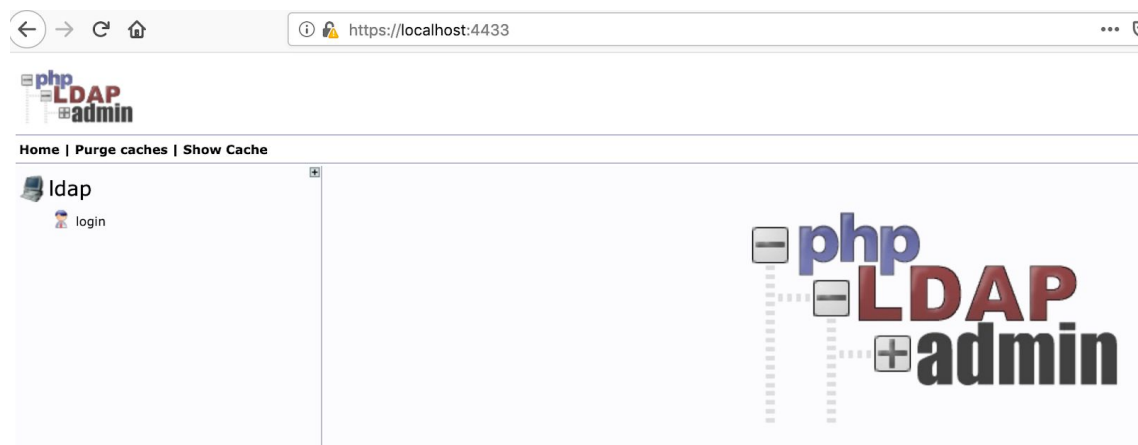 https://localhost:4433
php
LDAP
admin
Home | Purge caches | Show Cache
ldap
login
php
LDAP
admin